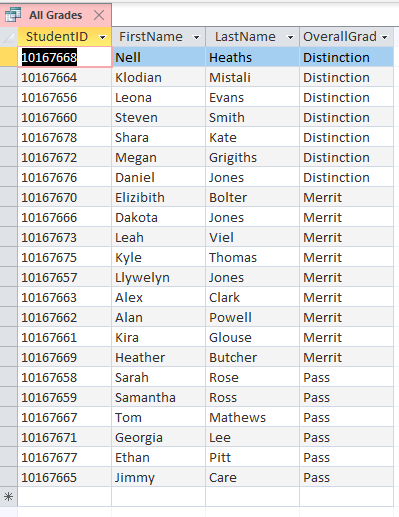 All Grades
StudentID FirstName LastName OverallGrad
10167668 Nell Heaths Distinction
10167664 Klodian Mistali Distinction
10167656 Leona Evans Distinction
10167660 Steven Smith Distinction
10167678 Shara Kate Distinction
10167672 Megan Grigiths Distinction
10167676 Daniel Jones Distinction
10167670 Elizibith Bolter Merrit
10167666 Dakota Jones Merrit
10167673 Leah Viel Merrit
10167675 Kyle Thomas Merrit
10167657 Llywelyn Jones Merrit
10167663 Alex Clark Merrit
10167662 Alan Powell Merrit
10167661 Kira Glouse Merrit
10167669 Heather Butcher Merrit
10167658 Sarah Rose Pass
10167659 Samantha Ross Pass
10167667 Tom Mathews Pass
10167671 Georgia Lee Pass
10167677 Ethan Pitt Pass
10167665 Jimmy Care Pass